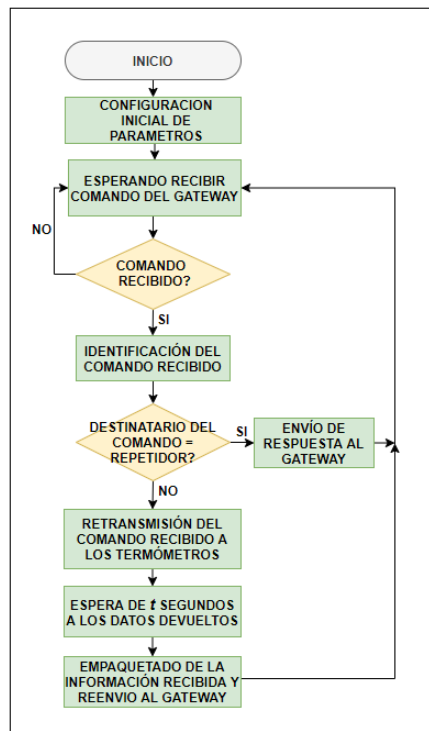 INICIO
CONFIGURACION
INICIAL DE
PARAMETROS
ESPERANDO RECIBIR
COMANDO DEL GATEWAY
NO
COMANDO
RECIBIDO?
SI
IDENTIFICACIÓN DEL
COMANDO RECIBIDO
DESTINATARIO DEL
COMANDO =
REPETIDOR?
SI
ENVÍO DE
RESPUESTA AL
GATEWAY
NO
RETRANSMISIÓN DEL
COMANDO RECIBIDO A
LOS TERMÓMETROS
ESPERA DE t SEGUNDOS
A LOS DATOS DEVUELTOS
EMPAQUETADO DE LA
INFORMACIÓN RECIBIDA Y
REENVIO AL GATEWAY